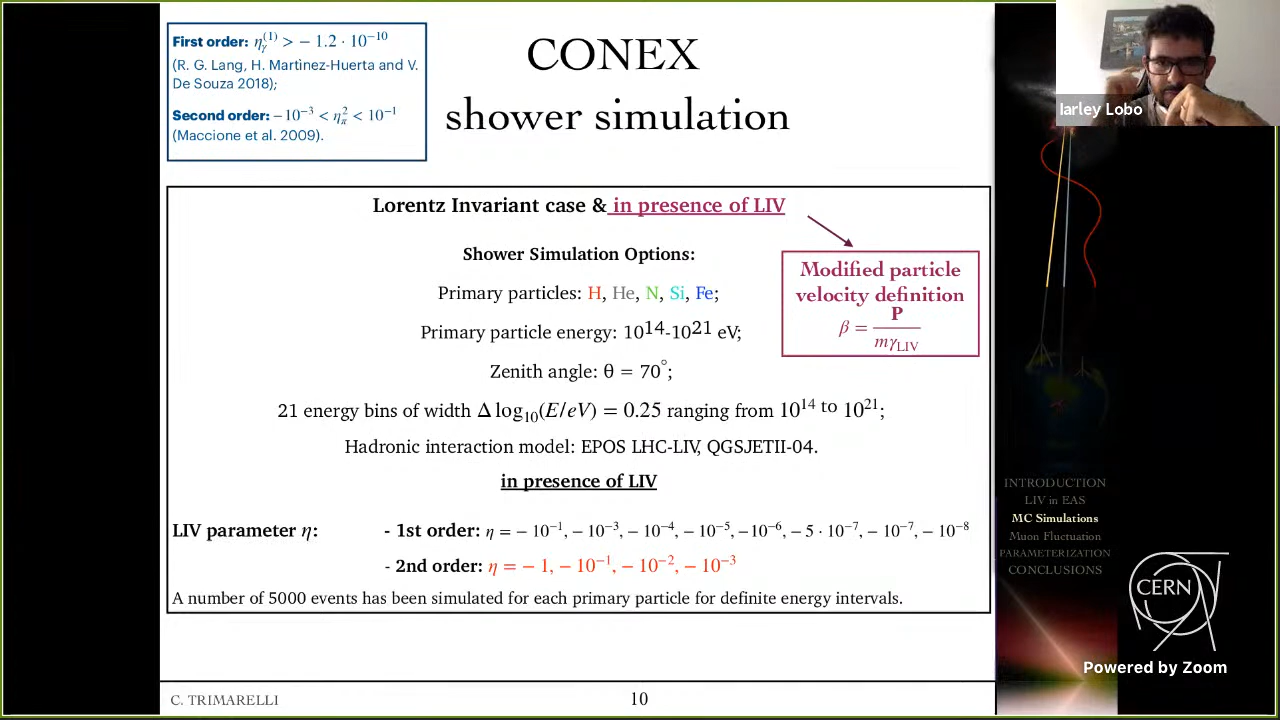 First order: η_γ^(1) > − 1.2 · 10^−10
(R. G. Lang, H. Martinez-Huerta and V.
De Souza 2018);
Second order: −10^−3 < η_π^2 < 10^−1
(Maccione et al. 2009).
CONEX
shower simulation
Iarley Lobo
Lorentz Invariant case & in presence of LIV
Shower Simulation Options:
Primary particles: H, He, N, Si, Fe;
Primary particle energy: 10^14-10^21 eV;
Zenith angle: θ = 70°;
Modified particle
velocity definition
β = P / mγ_LIV
21 energy bins of width Δ log_10(E/eV) = 0.25 ranging from 10^14 to 10^21;
Hadronic interaction model: EPOS LHC-LIV, QGSJETII-04.
in presence of LIV
LIV parameter η:
- 1st order: η = − 10^−1, − 10^−3, − 10^−4, − 10^−5, −10^−6, − 5 · 10^−7, − 10^−7, − 10^−8
- 2nd order: η = − 1, − 10^−1, − 10^−2, − 10^−3
A number of 5000 events has been simulated for each primary particle for definite energy intervals.
INTRODUCTION
LIV in EAS
MC Simulations
Muon Fluctuation
PARAMETERIZATION
CONCLUSIONS
CERN
Powered by Zoom
C. TRIMARELLI
10